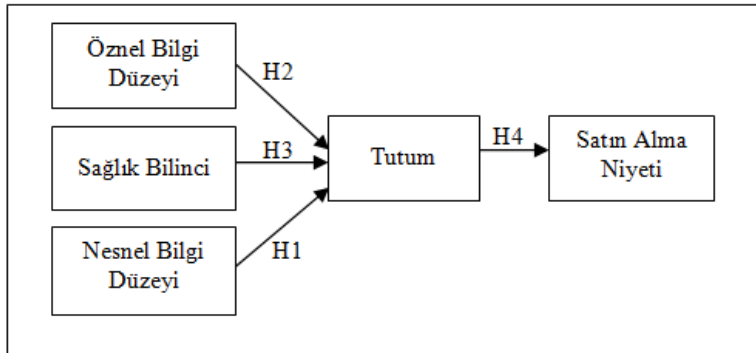 Öznel Bilgi
Düzeyi
H2
Sağlık Bilinci
H3
Tutum
H4
Satın Alma
Niyeti
Nesnel Bilgi
Düzeyi
H1